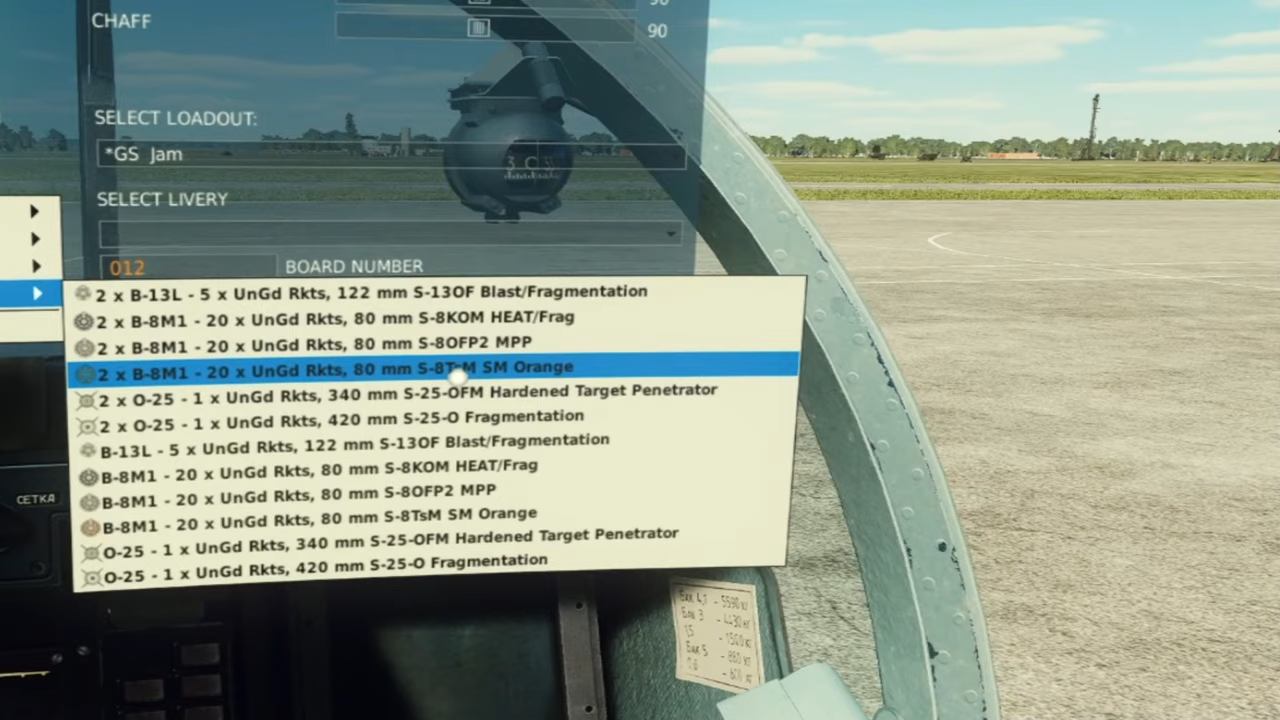 CHAFF
90
SELECT LOADOUT:
*GS Jam
SELECT LIVERY
012
BOARD NUMBER
2 x B-13L - 5 x UnGd Rkts, 122 mm S-13OF Blast/Fragmentation
2 x B-8M1 - 20 x UnGd Rkts, 80 mm S-8KOM HEAT/Frag
2 x B-8M1 - 20 x UnGd Rkts, 80 mm S-8OFP2 MPP
2 x B-8M1 - 20 x UnGd Rkts, 80 mm S-8TsM SM Orange
2 x O-25 - 1 x UnGd Rkts, 340 mm S-25-OFM Hardened Target Penetrator
2 x O-25 - 1 x UnGd Rkts, 420 mm S-25-O Fragmentation
B-13L - 5 x UnGd Rkts, 122 mm S-13OF Blast/Fragmentation
B-8M1 - 20 x UnGd Rkts, 80 mm S-8KOM HEAT/Frag
B-8M1 - 20 x UnGd Rkts, 80 mm S-8OFP2 MPP
B-8M1 - 20 x UnGd Rkts, 80 mm S-8TsM SM Orange
O-25 - 1 x UnGd Rkts, 340 mm S-25-OFM Hardened Target Penetrator
O-25 - 1 x UnGd Rkts, 420 mm S-25-O Fragmentation
СЕТКА